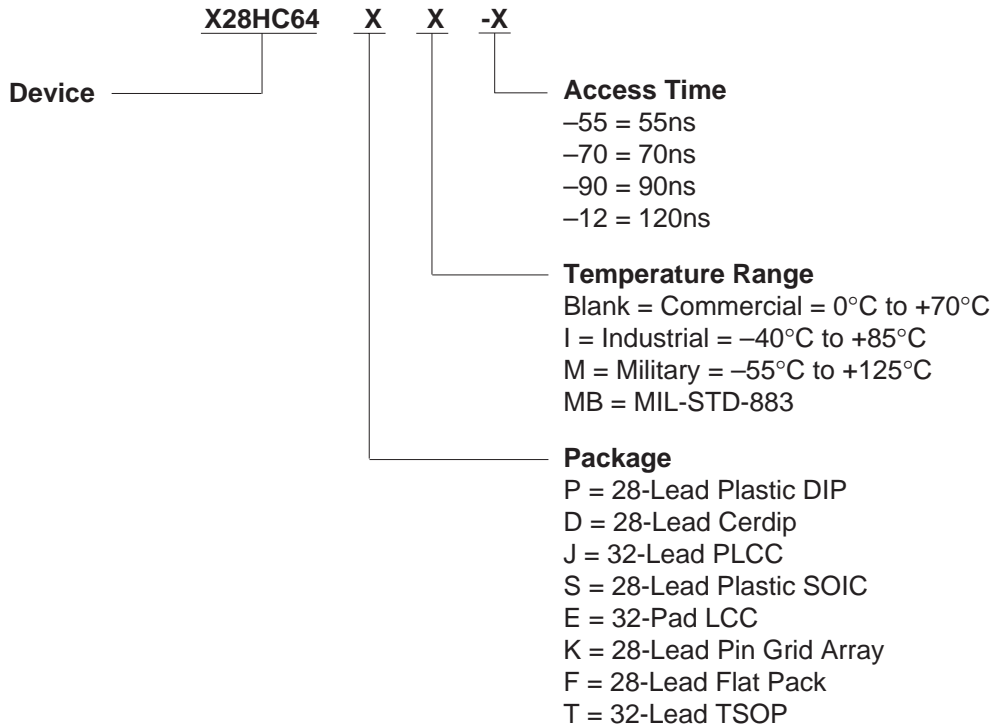 X28HC64 X X -X
Device
Access Time
–55 = 55ns
–70 = 70ns
–90 = 90ns
–12 = 120ns
Temperature Range
Blank = Commercial = 0°C to +70°C
I = Industrial = –40°C to +85°C
M = Military = –55°C to +125°C
MB = MIL-STD-883
Package
P = 28-Lead Plastic DIP
D = 28-Lead Cerdip
J = 32-Lead PLCC
S = 28-Lead Plastic SOIC
E = 32-Pad LCC
K = 28-Lead Pin Grid Array
F = 28-Lead Flat Pack
T = 32-Lead TSOP